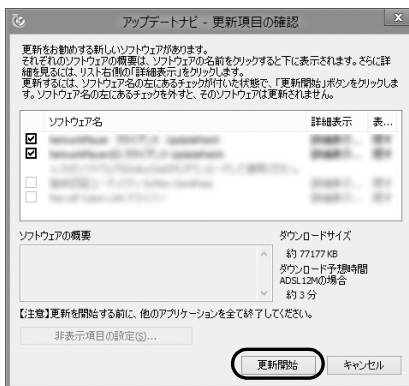 アップデートナビ - 更新項目の確認
x
更新をお勧めする新しいソフトウェアがあります。
それぞれのソフトウェアの概要は、ソフトウェアの名前をクリックすると下に表示されます。さらに詳
細を見るには、リスト右側の「詳細表示」をクリックします。
更新するには、ソフトウェア名の左にあるチェックが付いた状態で、「更新開始」ボタンをクリックしま
す。ソフトウェア名の左にあるチェックを外すと、そのソフトウェアは更新されません。
ソフトウェア名 詳細表示 表...
ソフトウェアの概要
ダウンロードサイズ
約 77177 KB
ダウンロード予想時間
ADSL 12Mの場合
約 3 分
【注意】更新を開始する前に、他のアプリケーションを全て終了してください。
非表示項目の設定(S)...
更新開始
キャンセル